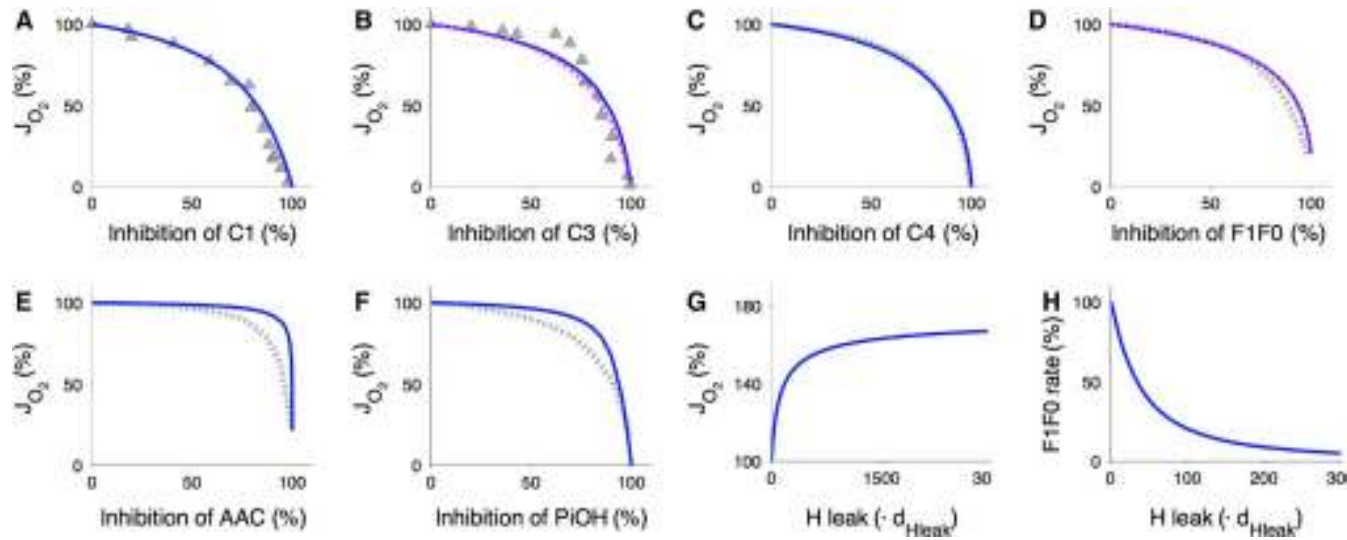 A
100
50
0
J_O2 (%)
0 50 100
Inhibition of C1 (%)
B
100
50
0
J_O2 (%)
0 50 100
Inhibition of C3 (%)
C
100
50
0
J_O2 (%)
0 50 100
Inhibition of C4 (%)
D
100
50
0
J_O2 (%)
0 50 100
Inhibition of F1F0 (%)
E
100
50
0
J_O2 (%)
0 50 100
Inhibition of AAC (%)
F
100
50
0
J_O2 (%)
0 50 100
Inhibition of PiOH (%)
G
180
140
100
J_O2 (%)
0 1500 30
H leak (· d_Hleak)
H
100
50
0
F1F0 rate (%)
0 100 200 30
H leak (· d_Hleak)